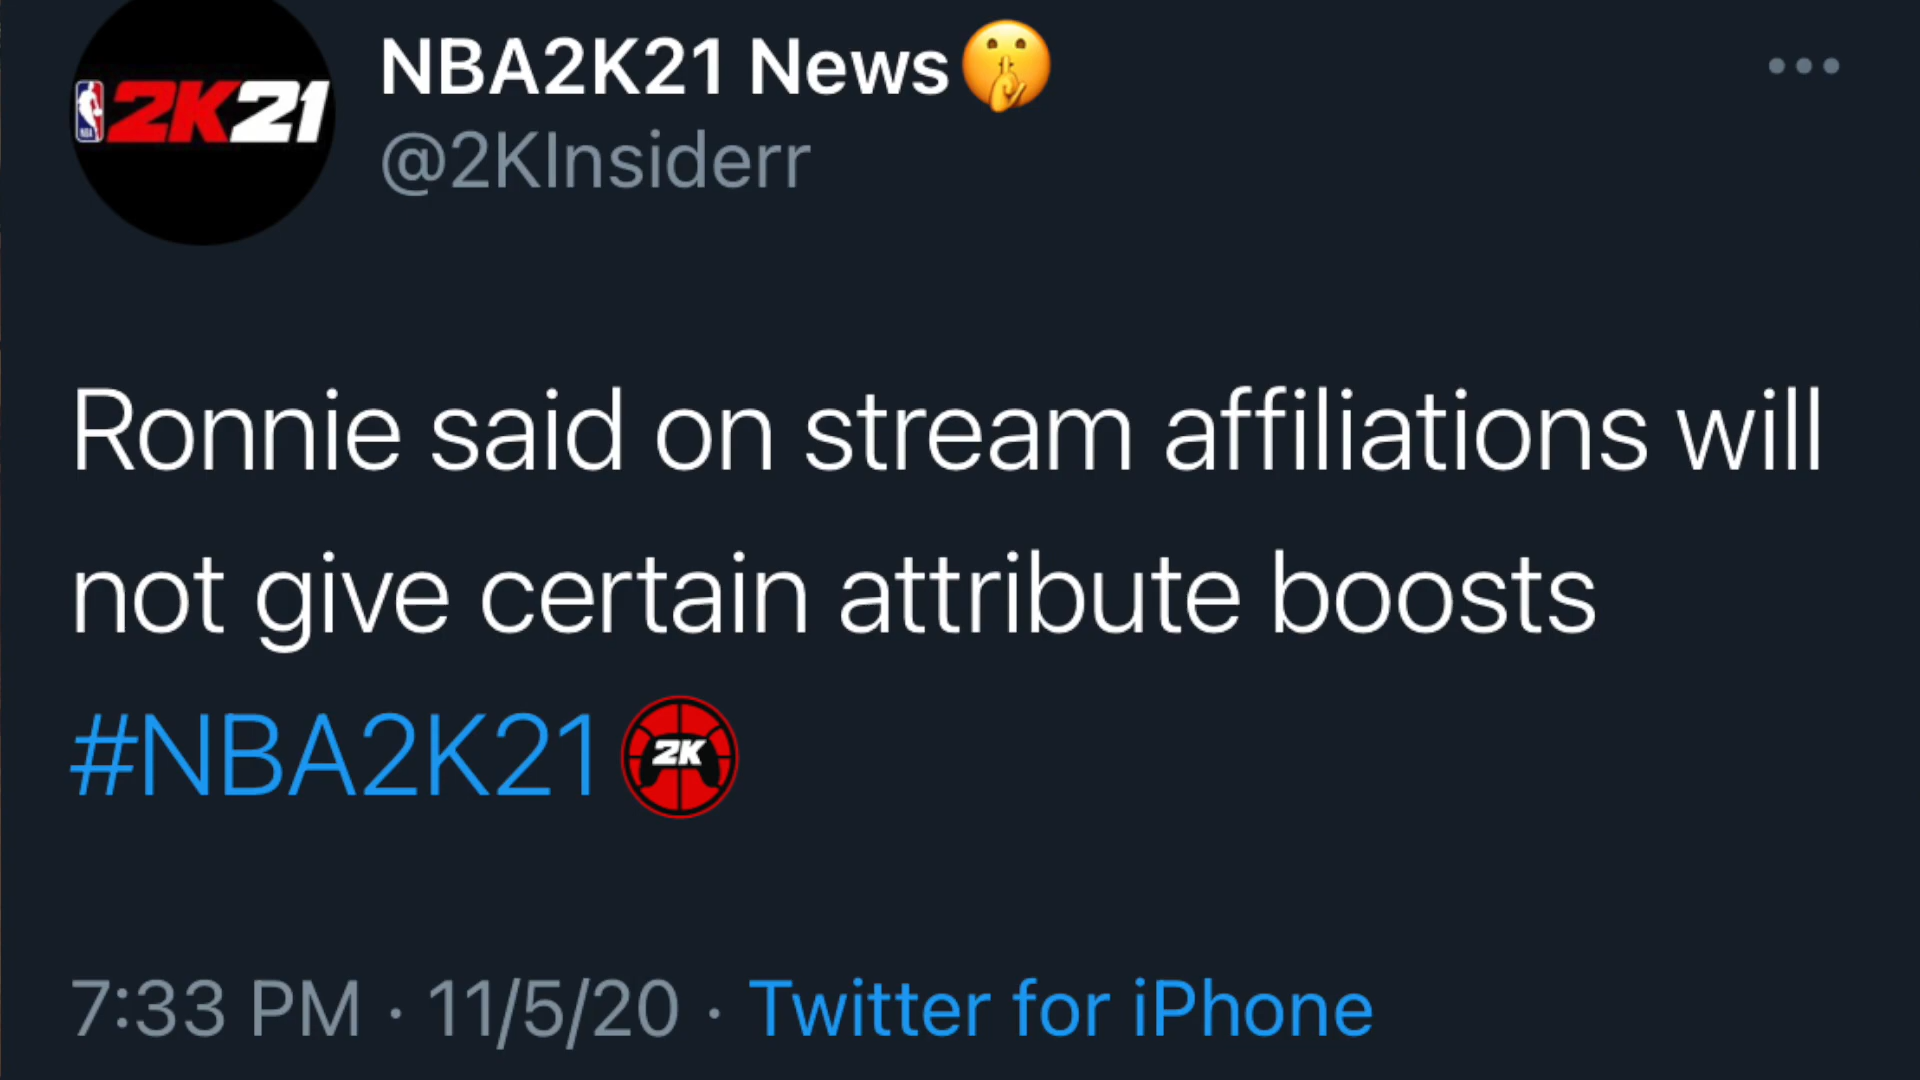 NBA2K21 News🤫
@2KInsiderr
NBA 2K21
Ronnie said on stream affiliations will
not give certain attribute boosts
#NBA2K21 2K
7:33 PM · 11/5/20 · Twitter for iPhone